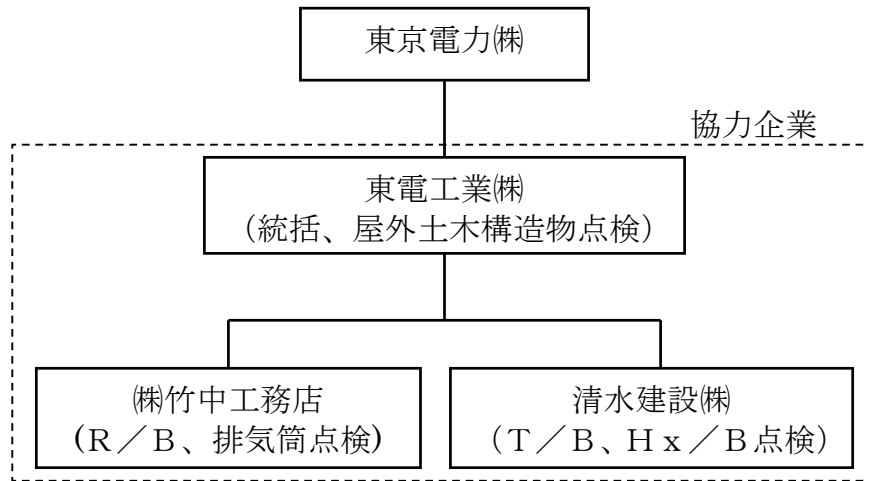 東京電力㈱
協力企業
東電工業㈱
(統括、屋外土木構造物点検)
㈱竹中工務店
(R/B、排気筒点検)
清水建設㈱
(T/B、Hx/B点検)